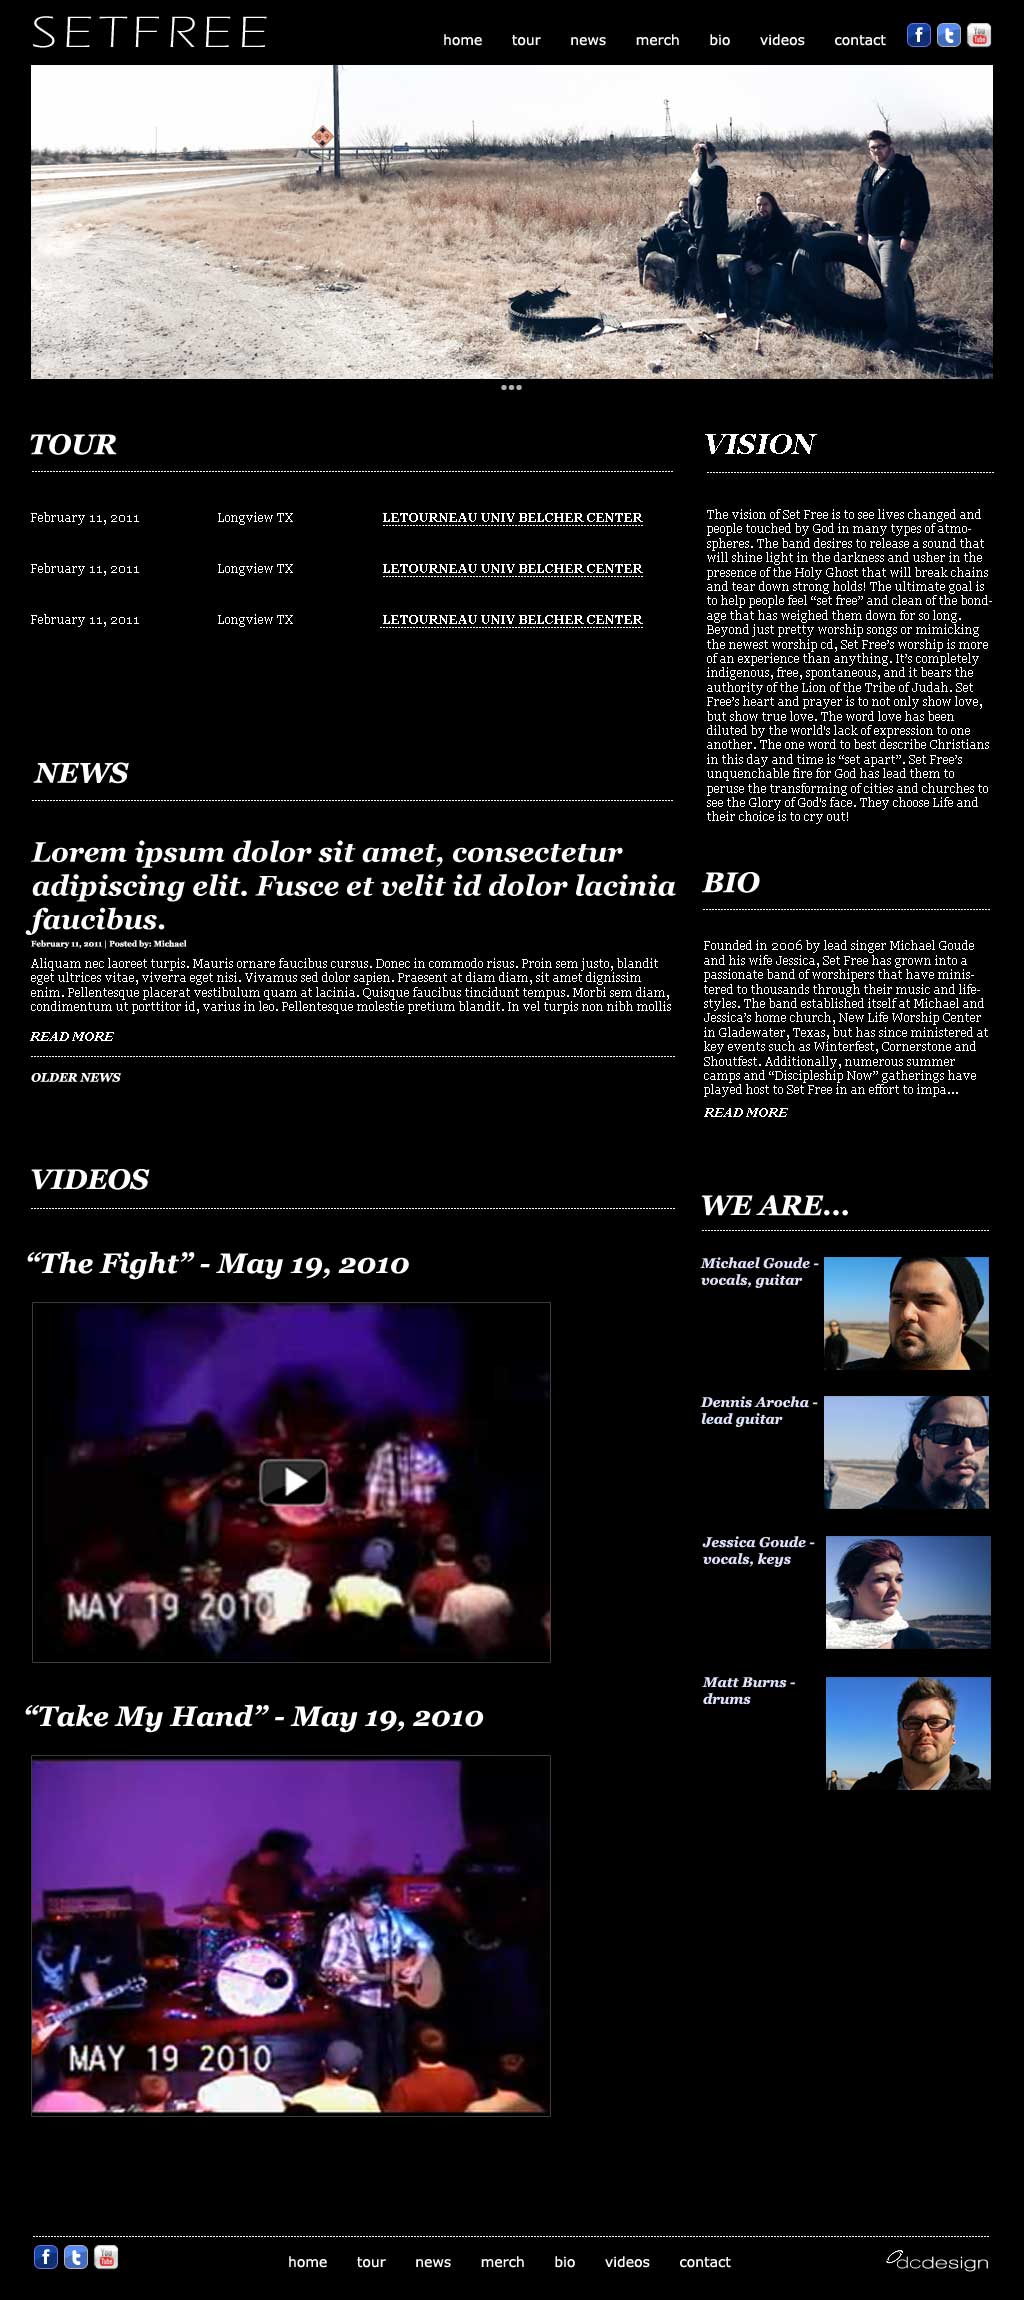 SETFREE
home tour news merch bio videos contact
TOUR
February 11, 2011 Longview TX LETOURNEAU UNIV BELCHER CENTER
February 11, 2011 Longview TX LETOURNEAU UNIV BELCHER CENTER
February 11, 2011 Longview TX LETOURNEAU UNIV BELCHER CENTER
NEWS
Lorem ipsum dolor sit amet, consectetur
adipiscing elit. Fusce et velit id dolor lacinia
faucibus.
February 11, 2011 | Posted by: Michael
Aliquam nec laoreet turpis. Mauris ornare faucibus cursus. Donec in commodo risus. Proin sem justo, blandit
eget ultrices vitae, viverra eget nisi. Vivamus sed dolor sapien. Praesent at diam diam, sit amet dignissim
enim. Pellentesque placerat vestibulum quam at lacinia. Quisque faucibus tincidunt tempus. Morbi sem diam,
condimentum ut porttitor id, varius in leo. Pellentesque molestie pretium blandit. In vel turpis non nibh mollis
READ MORE
OLDER NEWS
VIDEOS
“The Fight” - May 19, 2010
MAY 19 2010
“Take My Hand” - May 19, 2010
MAY 19 2010
VISION
The vision of Set Free is to see lives changed and
people touched by God in many types of atmo-
spheres. The band desires to release a sound that
will shine light in the darkness and usher in the
presence of the Holy Ghost that will break chains
and tear down strong holds! The ultimate goal is
to help people feel “set free” and clean of the bond-
age that has weighed them down for so long.
Beyond just pretty worship songs or mimicking
the newest worship cd, Set Free’s worship is more
of an experience than anything. It’s completely
indigenous, free, spontaneous, and it bears the
authority of the Lion of the Tribe of Judah. Set
Free’s heart and prayer is to not only show love,
but show true love. The word love has been
diluted by the world's lack of expression to one
another. The one word to best describe Christians
in this day and time is “set apart”. Set Free’s
unquenchable fire for God has lead them to
peruse the transforming of cities and churches to
see the Glory of God's face. They choose Life and
their choice is to cry out!
BIO
Founded in 2006 by lead singer Michael Goude
and his wife Jessica, Set Free has grown into a
passionate band of worshipers that have minis-
tered to thousands through their music and life-
styles. The band established itself at Michael and
Jessica’s home church, New Life Worship Center
in Gladewater, Texas, but has since ministered at
key events such as Winterfest, Cornerstone and
Shoutfest. Additionally, numerous summer
camps and “Discipleship Now” gatherings have
played host to Set Free in an effort to impa...
READ MORE
WE ARE...
Michael Goude -
vocals, guitar
Dennis Arocha -
lead guitar
Jessica Goude -
vocals, keys
Matt Burns -
drums
home tour news merch bio videos contact
dcdesign